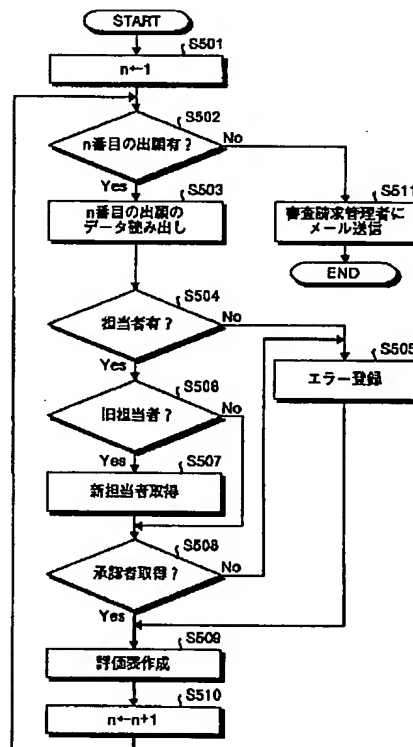 START
S501
n←1
S502
n番目の出願有？
No
Yes
S503
n番目の出願の
データ読み出し
S511
審査請求管理者に
メール送信
END
S504
担当者有？
No
Yes
S505
エラー登録
S506
旧担当者？
No
Yes
S507
新担当者取得
S508
承認者取得？
No
Yes
S509
評価表作成
S510
n←n+1